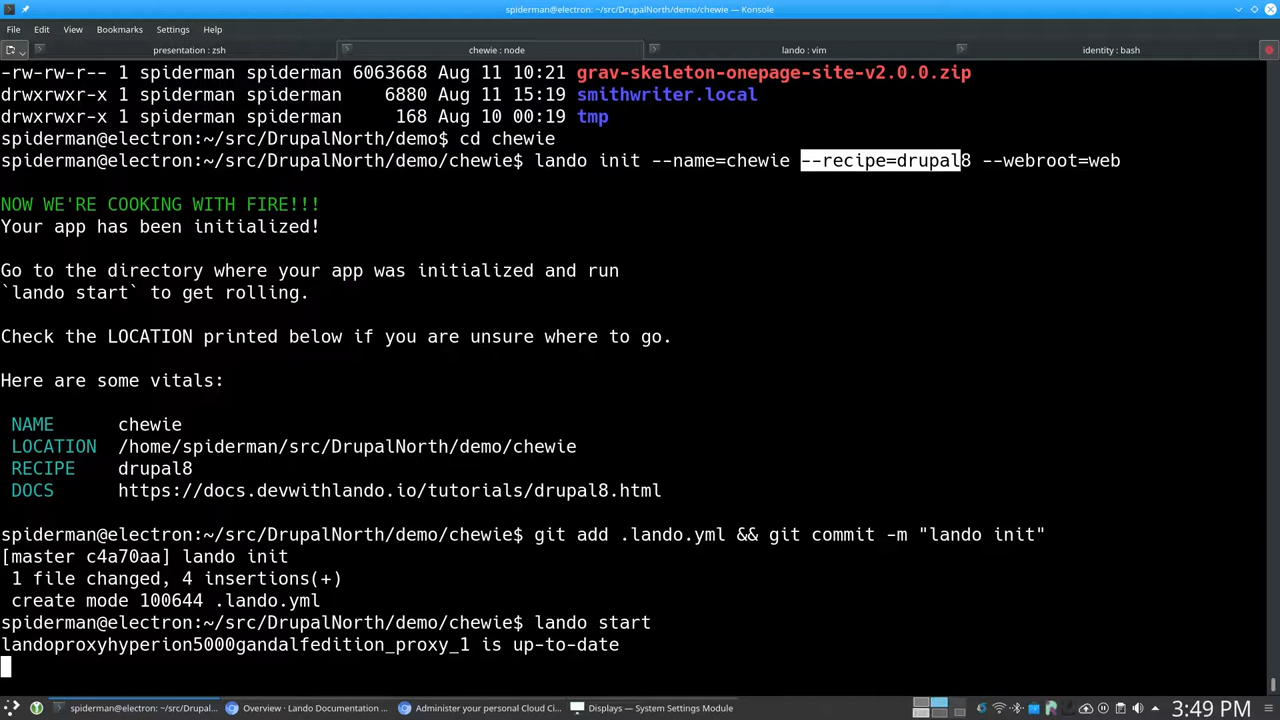 spiderman@electron: ~/src/DrupalNorth/demo/chewie — Konsole
File Edit View Bookmarks Settings Help
presentation : zsh chewie : node lando : vim identity : bash
-rw-rw-r-- 1 spiderman spiderman 6063668 Aug 11 10:21 grav-skeleton-onepage-site-v2.0.0.zip
drwxrwxr-x 1 spiderman spiderman    6880 Aug 11 15:19 smithwriter.local
drwxrwxr-x 1 spiderman spiderman     168 Aug 10 00:19 tmp
spiderman@electron:~/src/DrupalNorth/demo$ cd chewie
spiderman@electron:~/src/DrupalNorth/demo/chewie$ lando init --name=chewie --recipe=drupal8 --webroot=web
NOW WE'RE COOKING WITH FIRE!!!
Your app has been initialized!
Go to the directory where your app was initialized and run
`lando start` to get rolling.
Check the LOCATION printed below if you are unsure where to go.
Here are some vitals:
NAME      chewie
LOCATION  /home/spiderman/src/DrupalNorth/demo/chewie
RECIPE    drupal8
DOCS      https://docs.devwithlando.io/tutorials/drupal8.html
spiderman@electron:~/src/DrupalNorth/demo/chewie$ git add .lando.yml && git commit -m "lando init"
[master c4a70aa] lando init
1 file changed, 4 insertions(+)
create mode 100644 .lando.yml
spiderman@electron:~/src/DrupalNorth/demo/chewie$ lando start
landoproxyhyperion5000gandalfedition_proxy_1 is up-to-date
spiderman@electron: ~/src/Drupal... Overview · Lando Documentation ... Administer your personal Cloud Cl... Displays — System Settings Module 3:49 PM